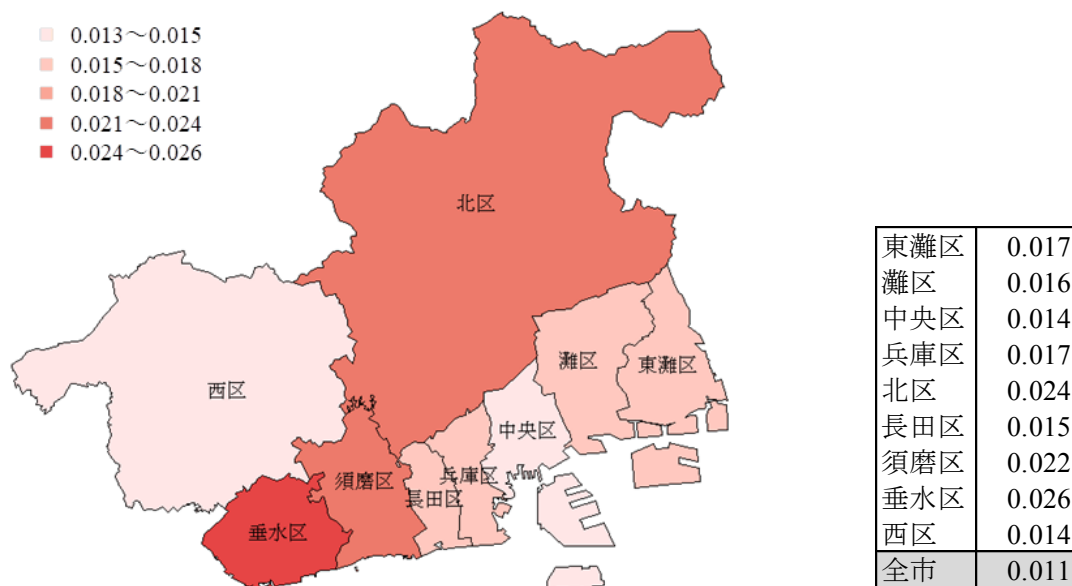 0.013～0.015
0.015～0.018
0.018～0.021
0.021～0.024
0.024～0.026
北区
西区
灘区
東灘区
中央区
兵庫区
長田区
須磨区
垂水区
東灘区 0.017
灘区 0.016
中央区 0.014
兵庫区 0.017
北区 0.024
長田区 0.015
須磨区 0.022
垂水区 0.026
西区 0.014
全市 0.011